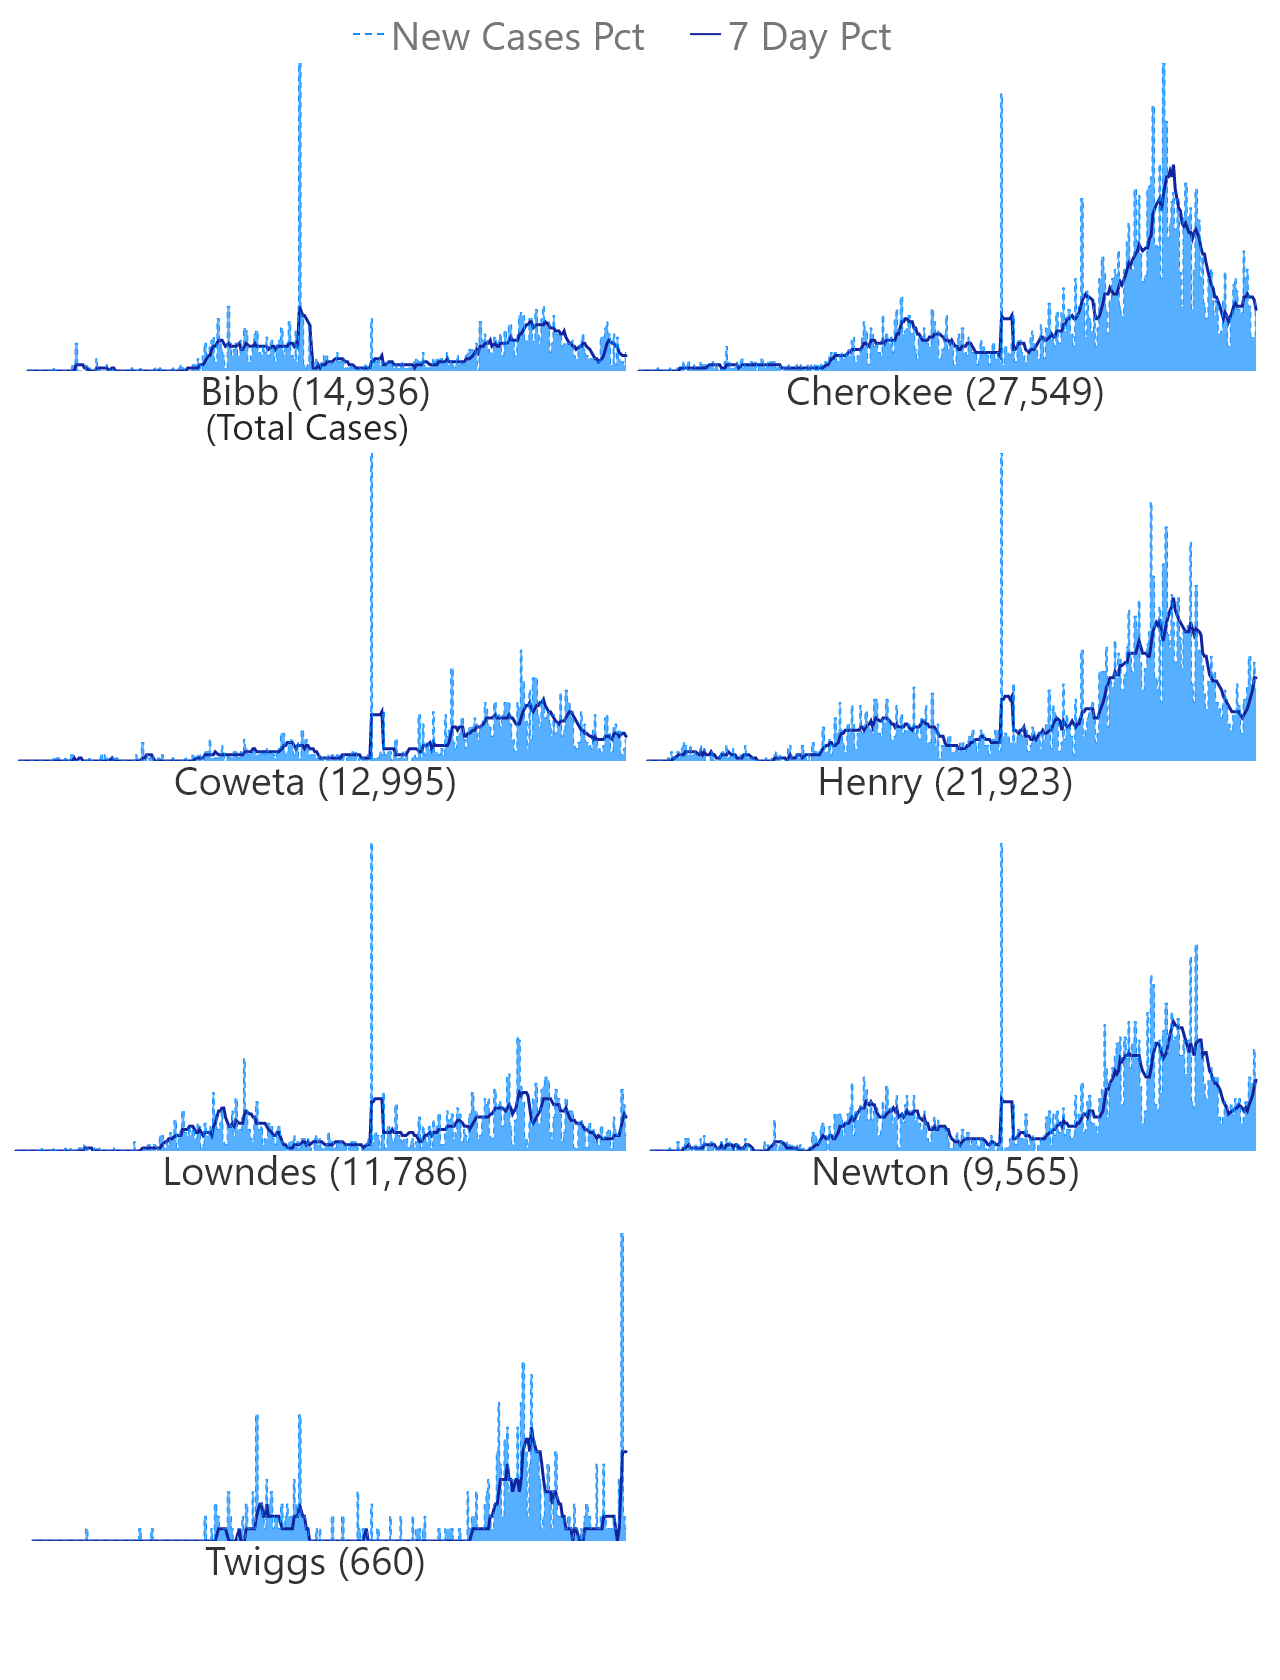 New Cases Pct 7 Day Pct
Bibb (14,936) Cherokee (27,549)
(Total Cases)
Coweta (12,995) Henry (21,923)
Lowndes (11,786) Newton (9,565)
Twiggs (660)